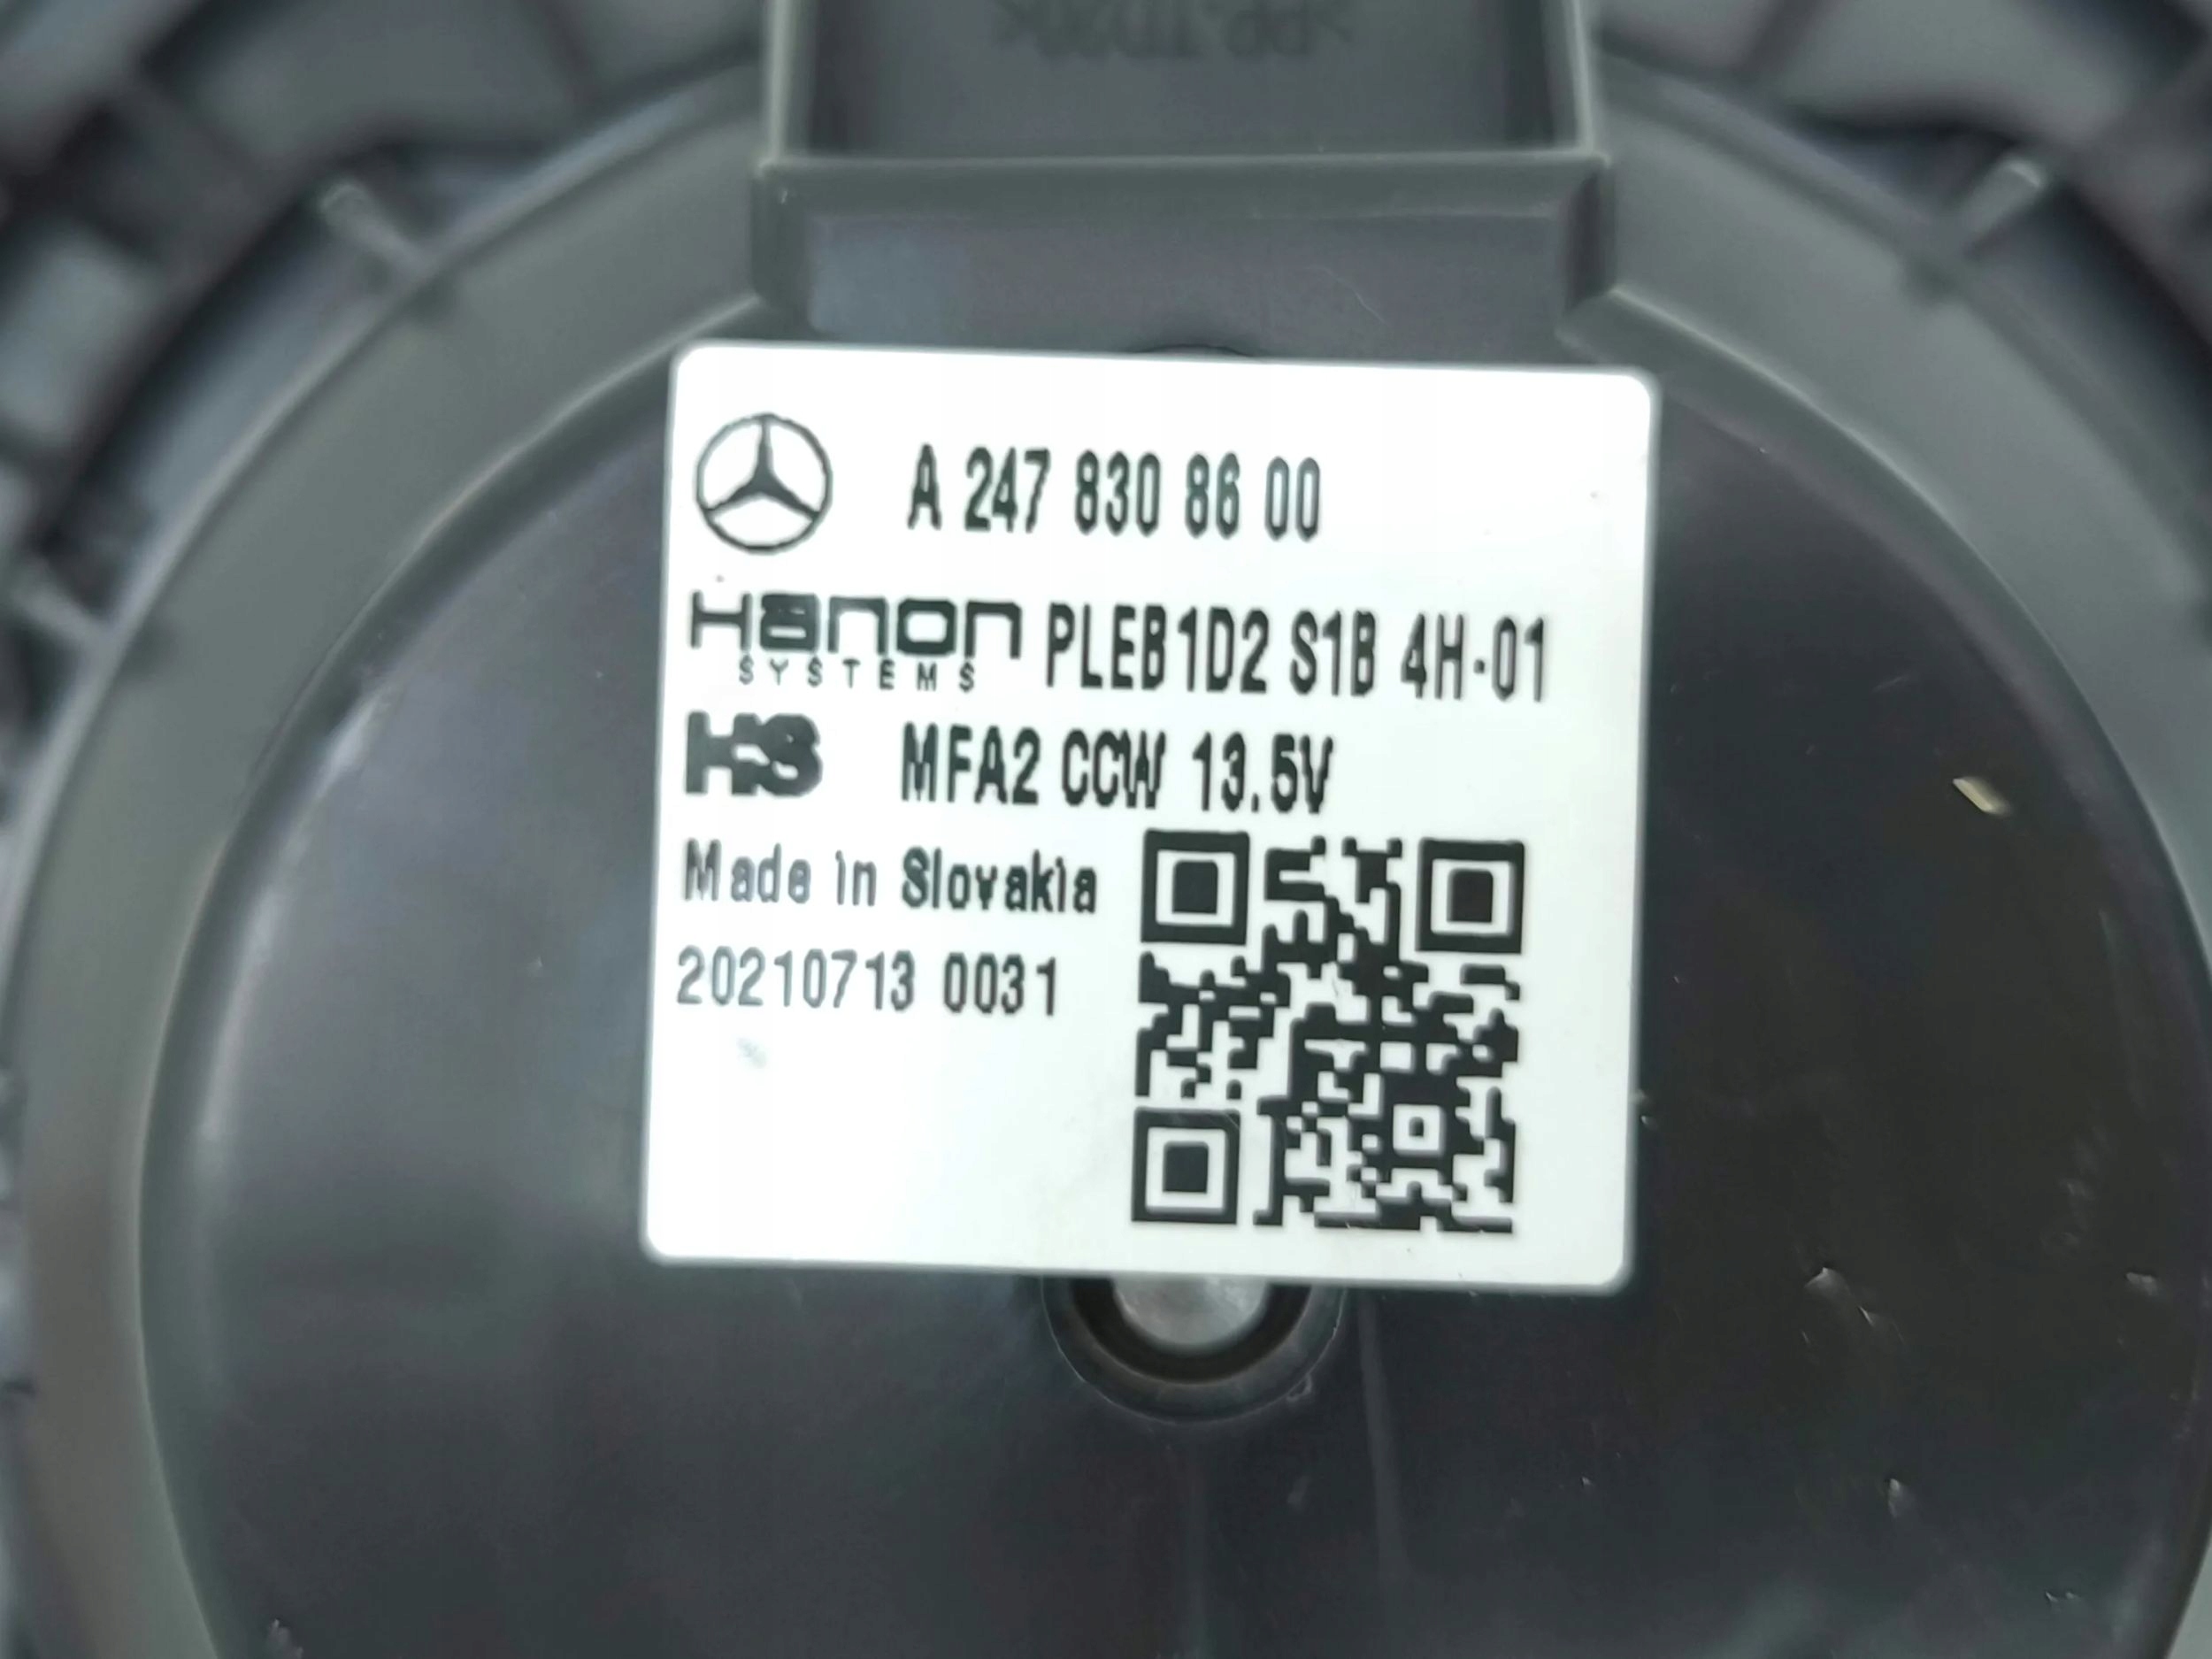 A 247 830 86 00
Hanon SYSTEMS PLEB1D2 S1B 4H-01
HS MFA2 CCW 13.5V
Made in Slovakia
20210713 0031